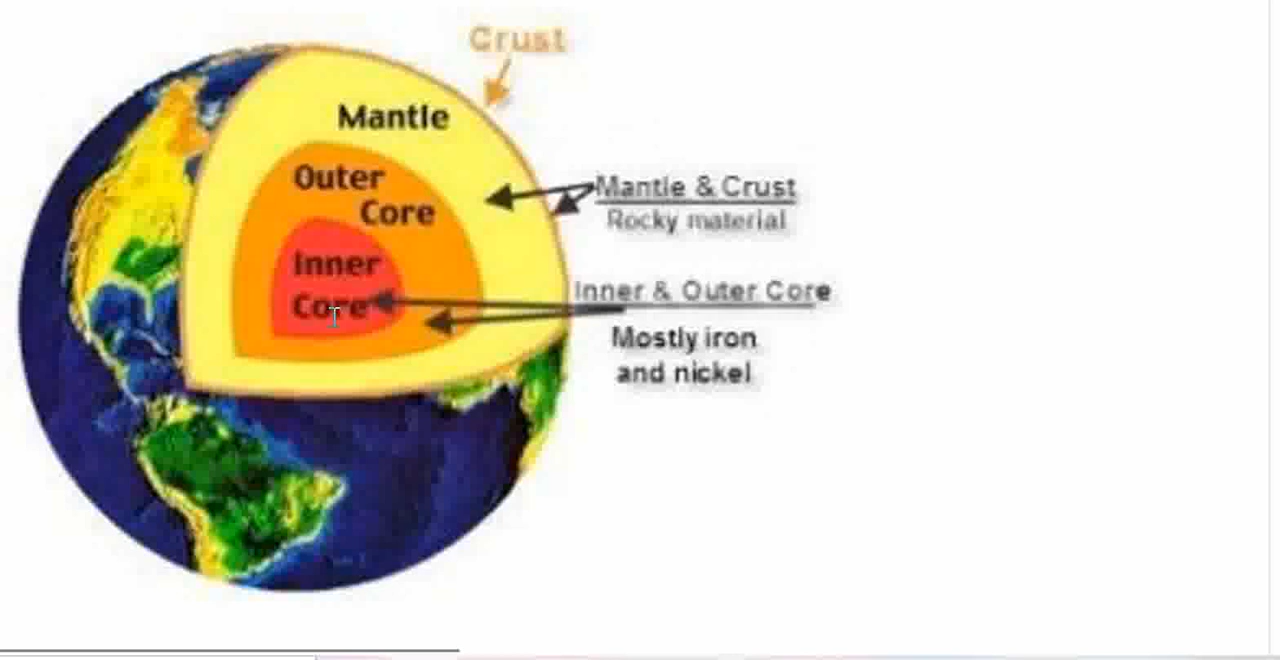 Crust
Mantle
Outer
Core
Inner
Core
Mantle & Crust
Rocky material
Inner & Outer Core
Mostly iron
and nickel